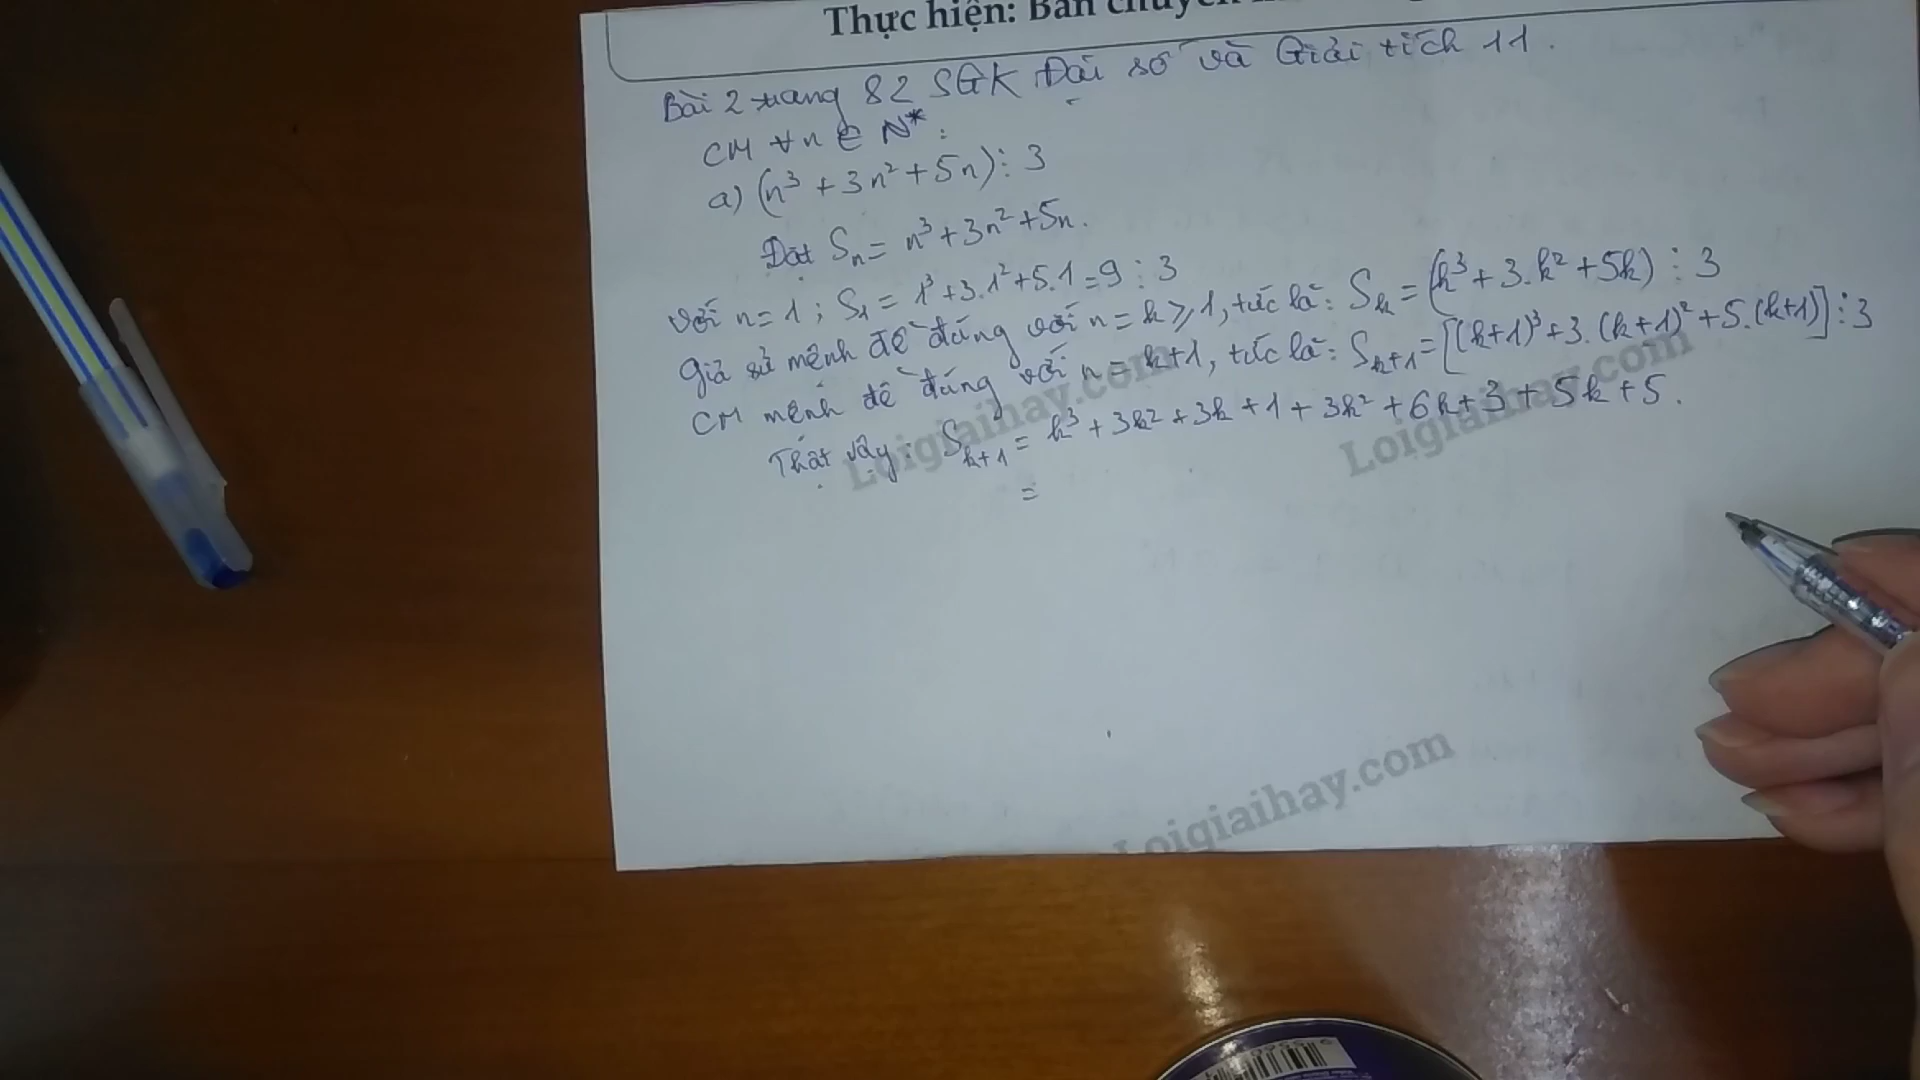 Thực hiện: Ban chuyên
Bài 2 trang 82 SGK Đại số và Giải tích 11.
CM ∀n ∈ N*:
a) (n³ + 3n² + 5n) ⋮ 3
Đặt Sₙ = n³ + 3n² + 5n.
Với n = 1 ; S₁ = 1³ + 3.1² + 5.1 = 9 ⋮ 3
Giả sử mệnh đề đúng với n = k ⩾ 1, tức là: Sₖ = (k³ + 3.k² + 5k) ⋮ 3
CM mệnh đề đúng với n = k+1, tức là: Sₖ₊₁ = [(k+1)³ + 3.(k+1)² + 5.(k+1)] ⋮ 3
Thật vậy: Sₖ₊₁ = k³ + 3k² + 3k + 1 + 3k² + 6k + 3 + 5k + 5.
=
Loigiaihay.com
Loigiaihay.com
Loigiaihay.com